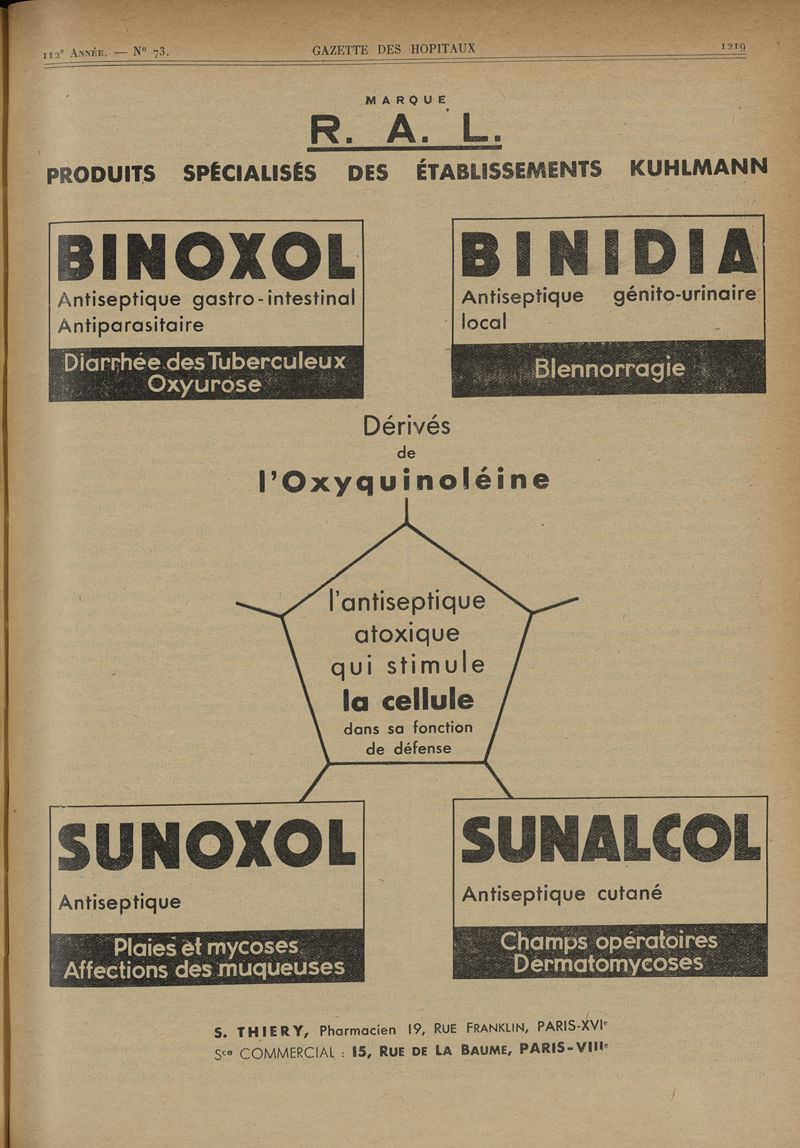 112e ANNÉE. — No 73.
GAZETTE DES HOPITAUX
1219
MARQUE
R. A. L.
PRODUITS SPÉCIALISÉS DES ÉTABLISSEMENTS KUHLMANN
BINOXOL
Antiseptique gastro-intestinal
Antiparasitaire
Diarrhée des Tuberculeux
Oxyurose
BINIDIA
Antiseptique génito-urinaire
local
Blennorragie
Dérivés
de
l'Oxyquinoléine
l'antiseptique
atoxique
qui stimule
la cellule
dans sa fonction
de défense
SUNOXOL
Antiseptique
Plaies et mycoses
Affections des muqueuses
SUNALCOL
Antiseptique cutané
Champs opératoires
Dermatomycoses
S. THIERY, Pharmacien 19, RUE FRANKLIN, PARIS-XVIe
Sce COMMERCIAL : 15, RUE DE LA BAUME, PARIS-VIIIe